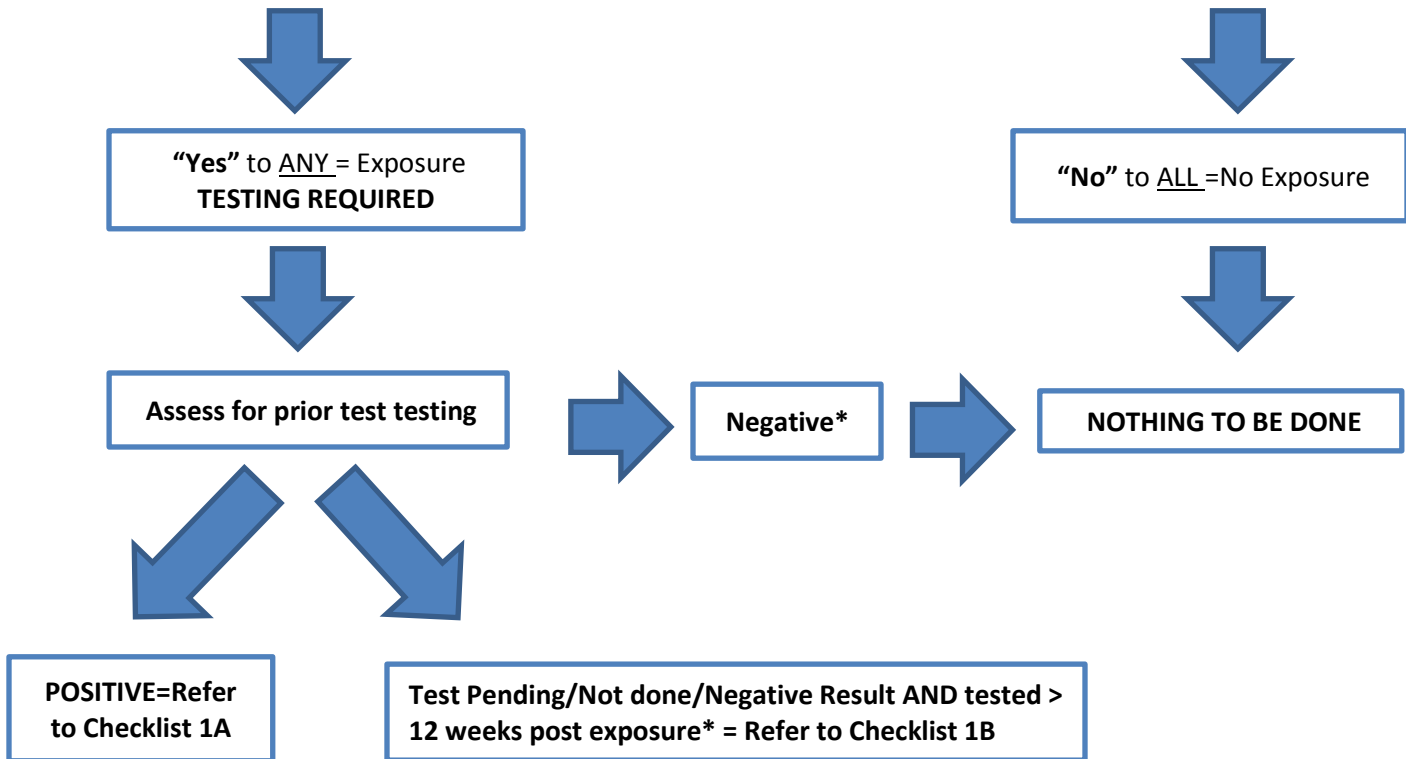 “Yes” to ANY = Exposure
TESTING REQUIRED
“No” to ALL =No Exposure
Assess for prior test testing
Negative*
NOTHING TO BE DONE
POSITIVE=Refer
to Checklist 1A
Test Pending/Not done/Negative Result AND tested >
12 weeks post exposure* = Refer to Checklist 1B